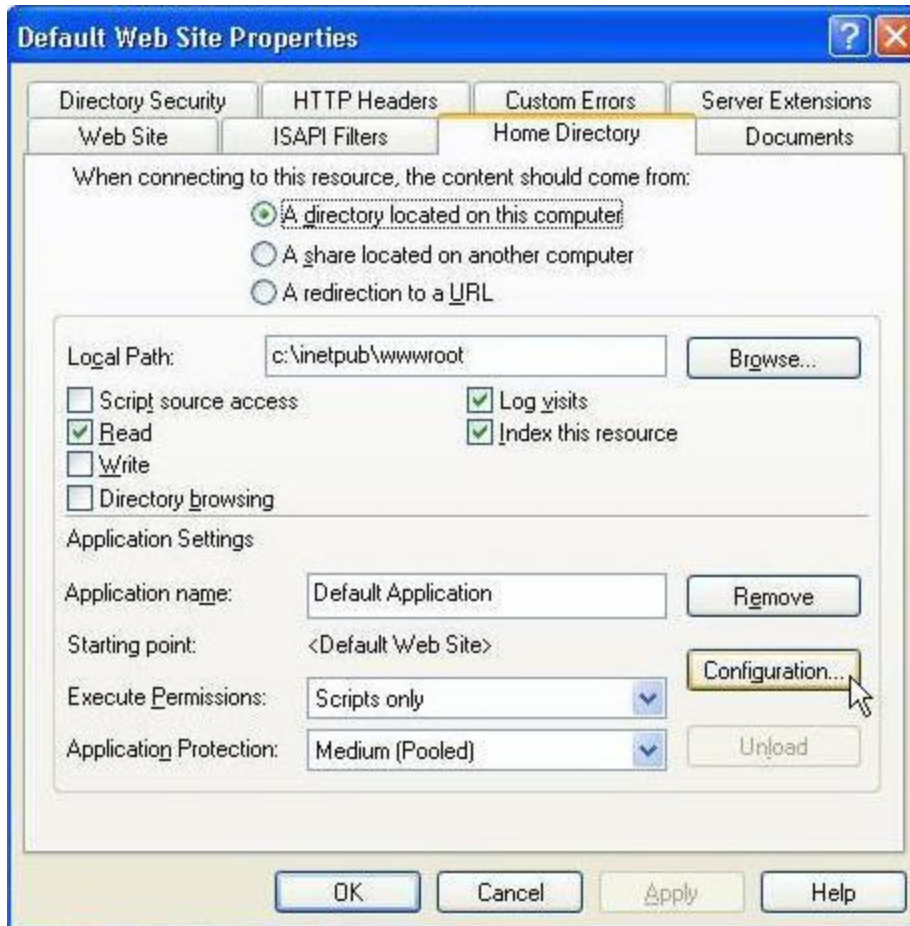 Default Web Site Properties
Directory Security HTTP Headers Custom Errors Server Extensions
Web Site ISAPI Filters Home Directory Documents
When connecting to this resource, the content should come from:
A directory located on this computer
A share located on another computer
A redirection to a URL
Local Path: c:\inetpub\wwwroot Browse...
Script source access Log visits
Read Index this resource
Write
Directory browsing
Application Settings
Application name: Default Application Remove
Starting point: <Default Web Site>
Configuration...
Execute Permissions: Scripts only
Application Protection: Medium (Pooled) Unload
OK Cancel Apply Help